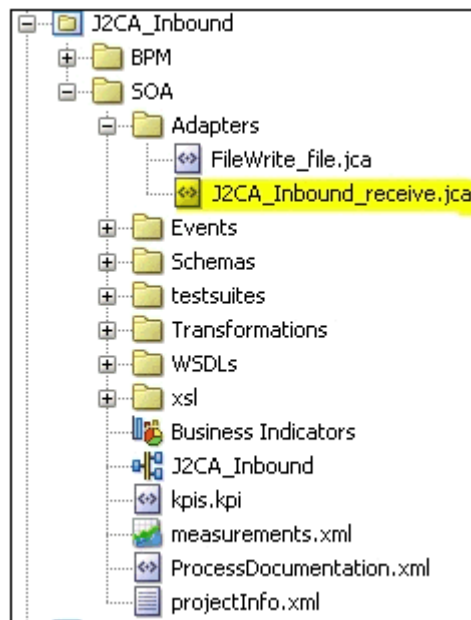 J2CA_Inbound
BPM
SOA
Adapters
FileWrite_file.jca
J2CA_Inbound_receive.jca
Events
Schemas
testsuites
Transformations
WSDLs
xsl
Business Indicators
J2CA_Inbound
kpis.kpi
measurements.xml
ProcessDocumentation.xml
projectInfo.xml